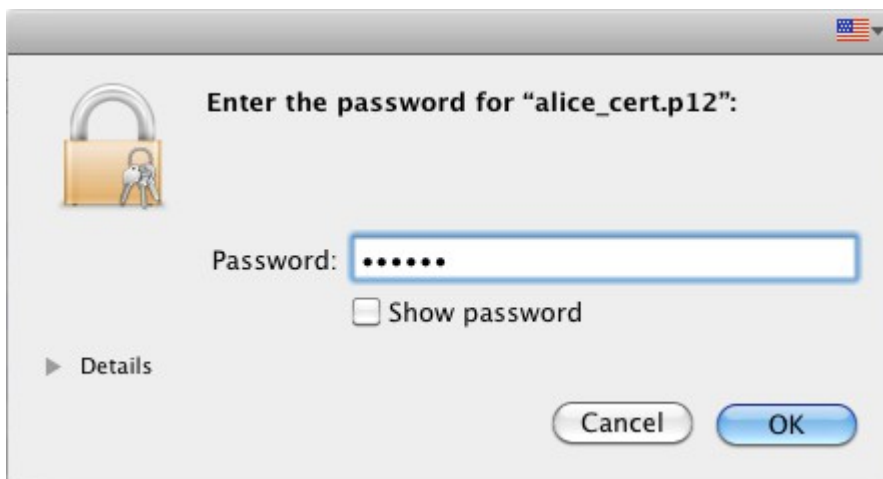 Enter the password for “alice_cert.p12”:
Password: ••••••
Show password
Details
Cancel OK